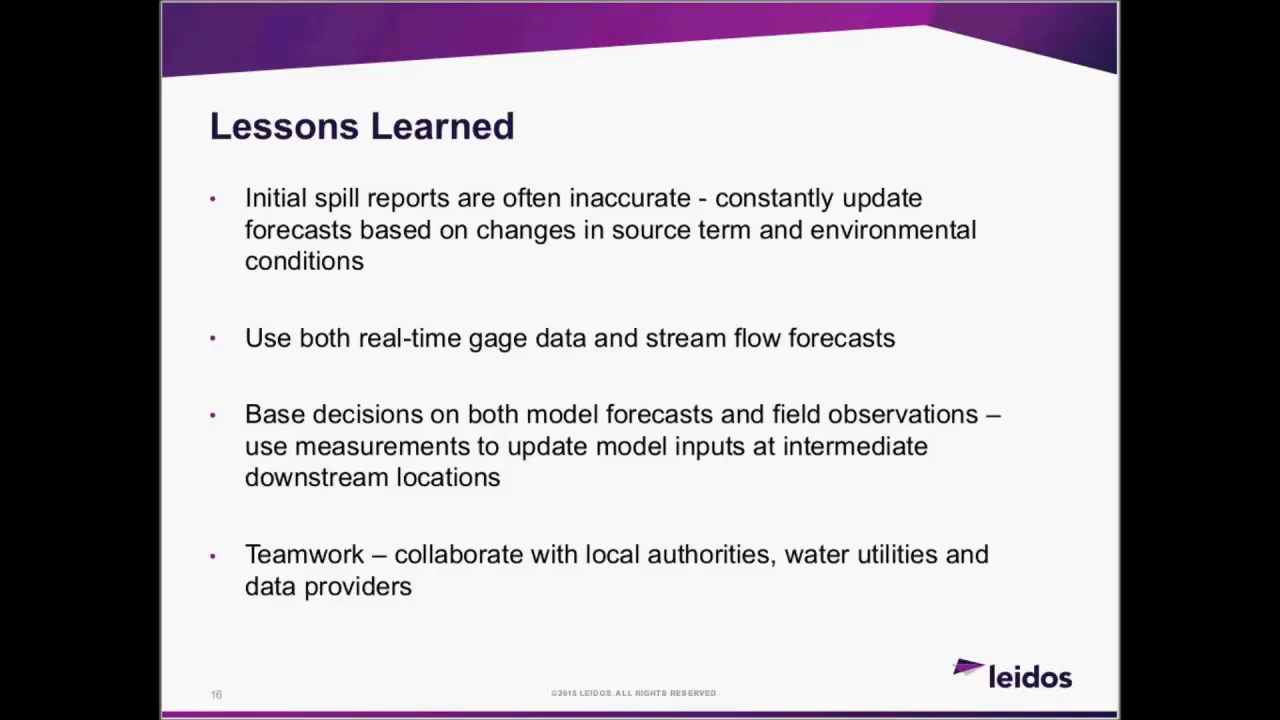 Lessons Learned
• Initial spill reports are often inaccurate - constantly update
forecasts based on changes in source term and environmental
conditions
• Use both real-time gage data and stream flow forecasts
• Base decisions on both model forecasts and field observations –
use measurements to update model inputs at intermediate
downstream locations
• Teamwork – collaborate with local authorities, water utilities and
data providers
leidos
16
©2015 LEIDOS. ALL RIGHTS RESERVED